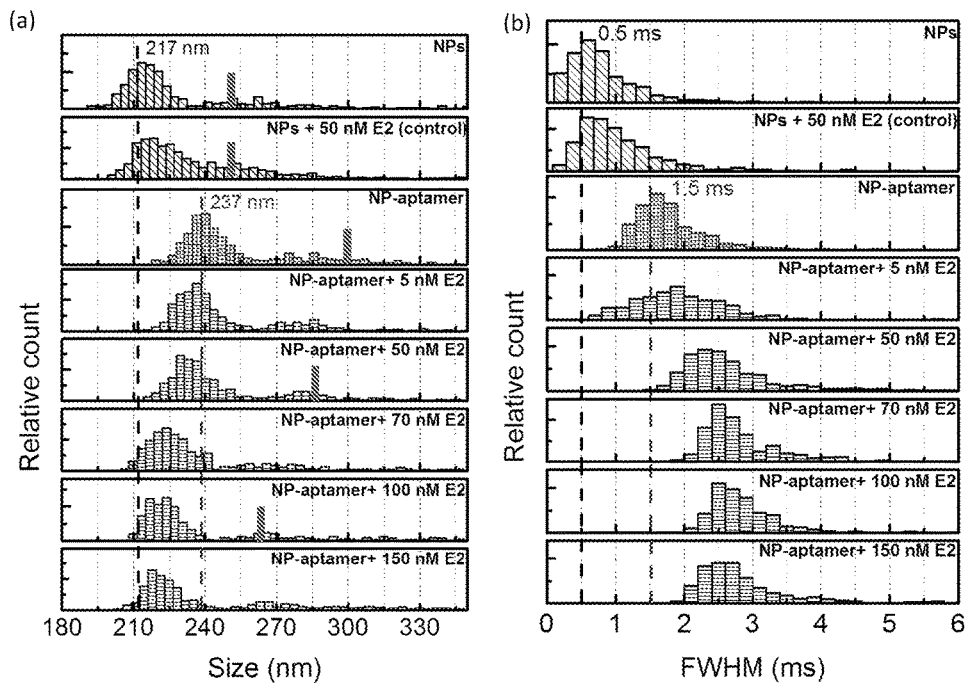 (a)
217 nm
NPs
NPs + 50 nM E2 (control)
237 nm
NP-aptamer
NP-aptamer+ 5 nM E2
NP-aptamer+ 50 nM E2
NP-aptamer+ 70 nM E2
NP-aptamer+ 100 nM E2
NP-aptamer+ 150 nM E2
Relative count
180 210 240 270 300 330
Size (nm)
(b)
0.5 ms
NPs
NPs + 50 nM E2 (control)
1.5 ms
NP-aptamer
NP-aptamer+ 5 nM E2
NP-aptamer+ 50 nM E2
NP-aptamer+ 70 nM E2
NP-aptamer+ 100 nM E2
NP-aptamer+ 150 nM E2
Relative count
0 1 2 3 4 5 6
FWHM (ms)